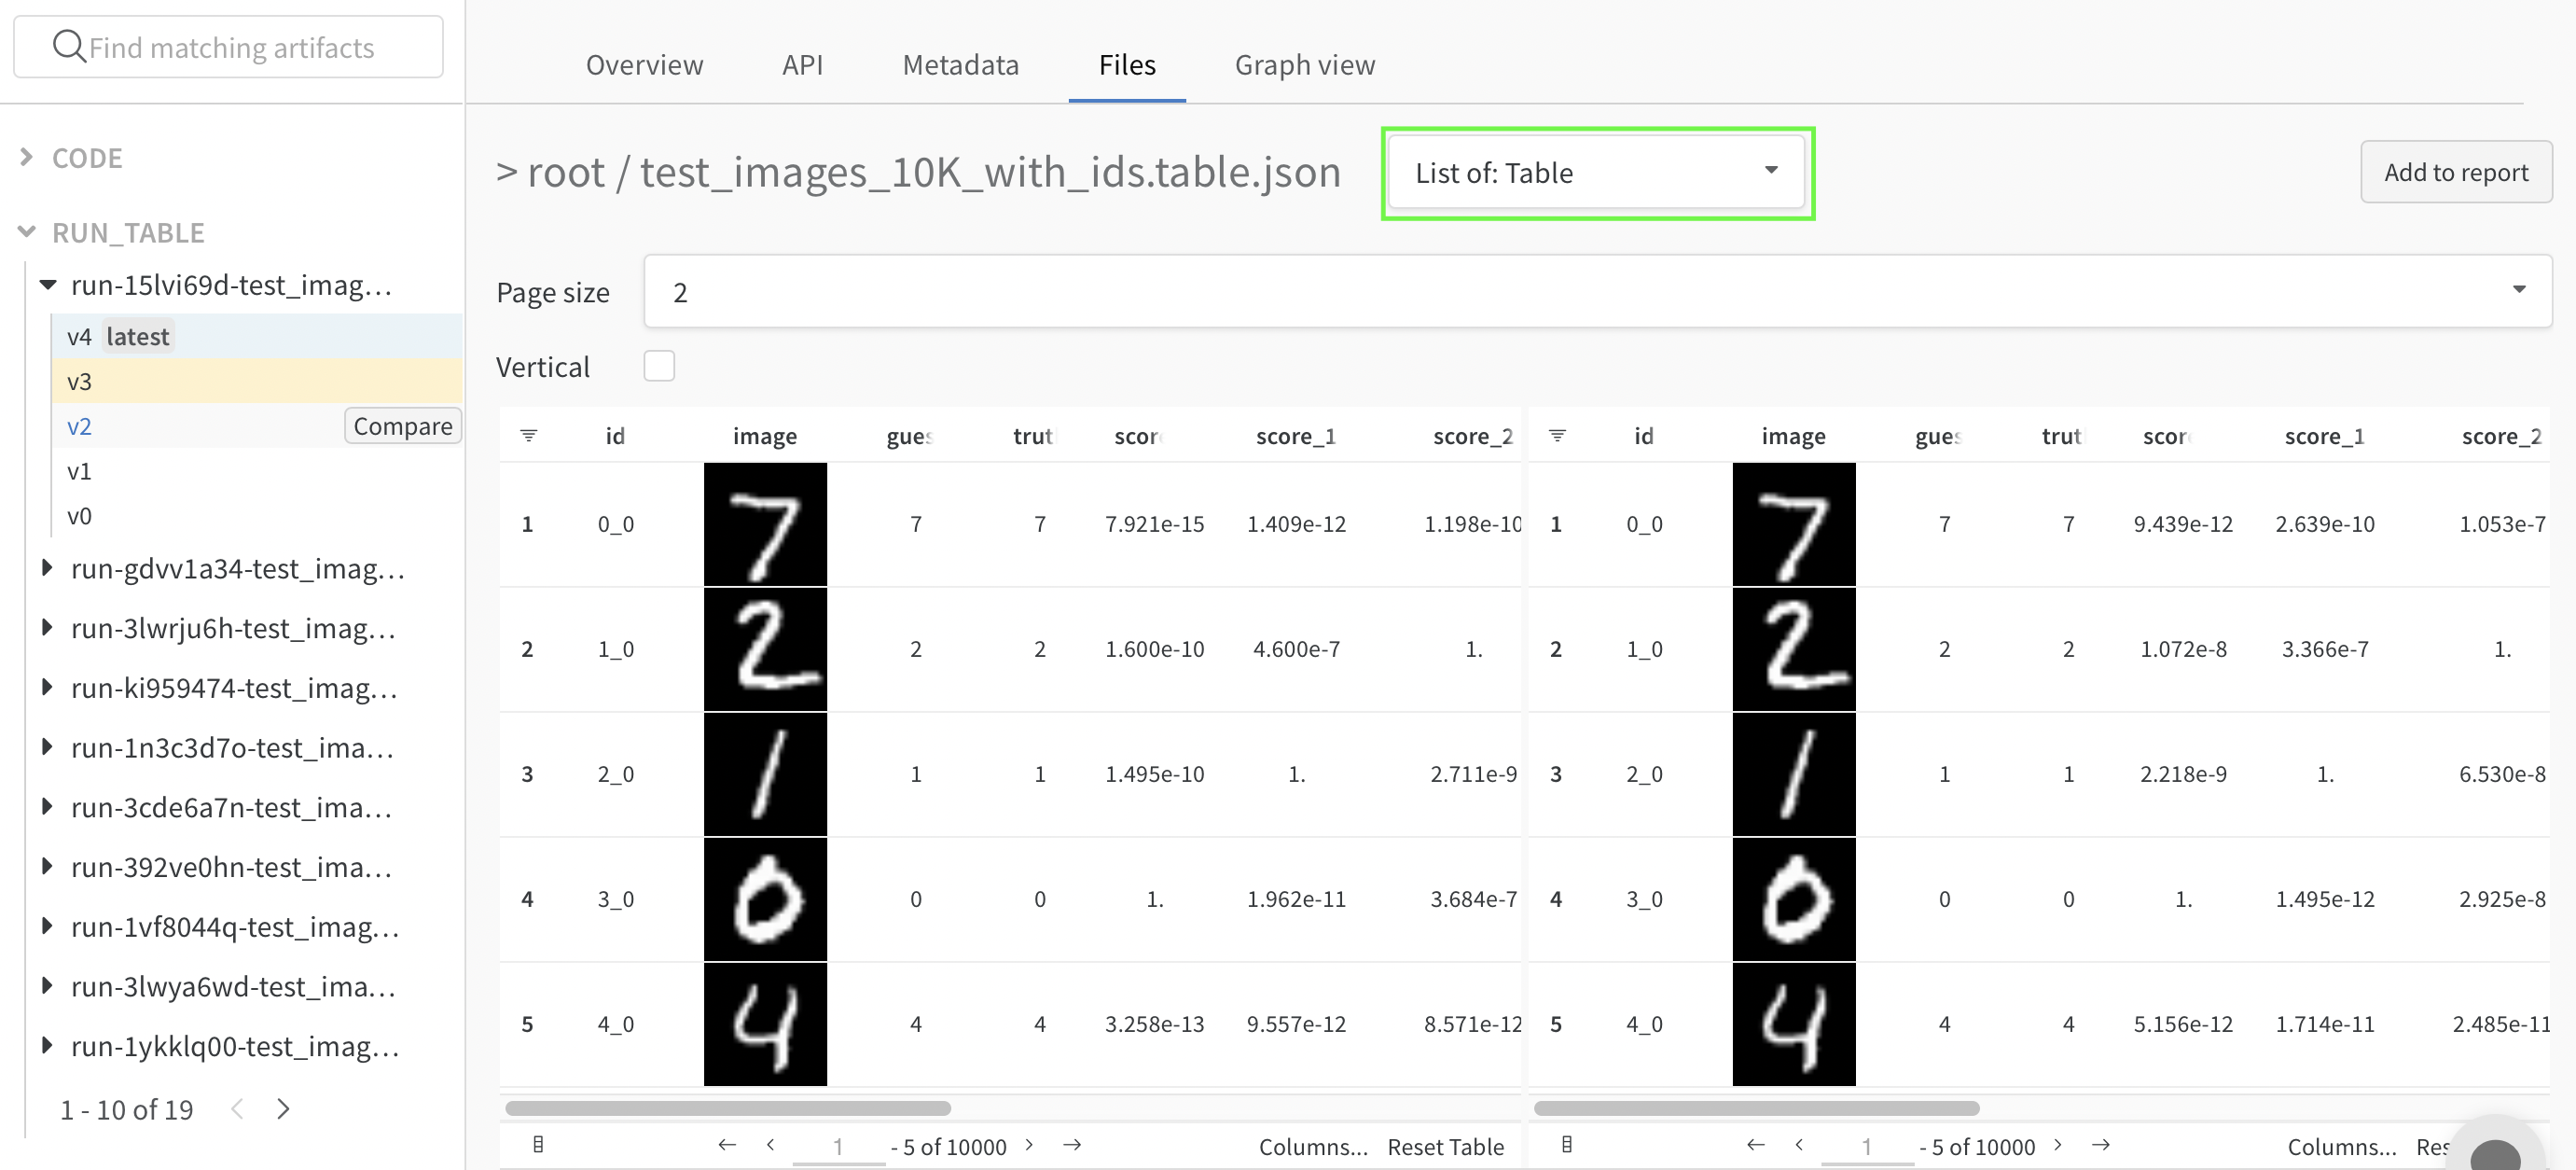 Find matching artifacts
Overview API Metadata Files Graph view
CODE
> root / test_images_10K_with_ids.table.json List of: Table Add to report
RUN_TABLE
run-15lvi69d-test_imag...
Page size 2
v4 latest
v3
Vertical
v2 Compare
v1
v0
run-gdvv1a34-test_imag...
run-3lwrju6h-test_imag...
run-ki959474-test_imag...
run-1n3c3d7o-test_ima...
run-3cde6a7n-test_ima...
run-392ve0hn-test_ima...
run-1vf8044q-test_imag...
run-3lwya6wd-test_ima...
run-1ykklq00-test_imag...
1 - 10 of 19
id image gues trut scor score_1 score_2
1 0_0 7 7 7 7.921e-15 1.409e-12 1.198e-10
2 1_0 2 2 2 1.600e-10 4.600e-7 1.
3 2_0 1 1 1 1.495e-10 1. 2.711e-9
4 3_0 0 0 0 1. 1.962e-11 3.684e-7
5 4_0 4 4 4 3.258e-13 9.557e-12 8.571e-12
1 - 5 of 10000 Columns... Reset Table
id image gues trut scor score_1 score_2
1 0_0 7 7 7 9.439e-12 2.639e-10 1.053e-7
2 1_0 2 2 2 1.072e-8 3.366e-7 1.
3 2_0 1 1 1 2.218e-9 1. 6.530e-8
4 3_0 0 0 0 1. 1.495e-12 2.925e-8
5 4_0 4 4 4 5.156e-12 1.714e-11 2.485e-11
1 - 5 of 10000 Columns... Res